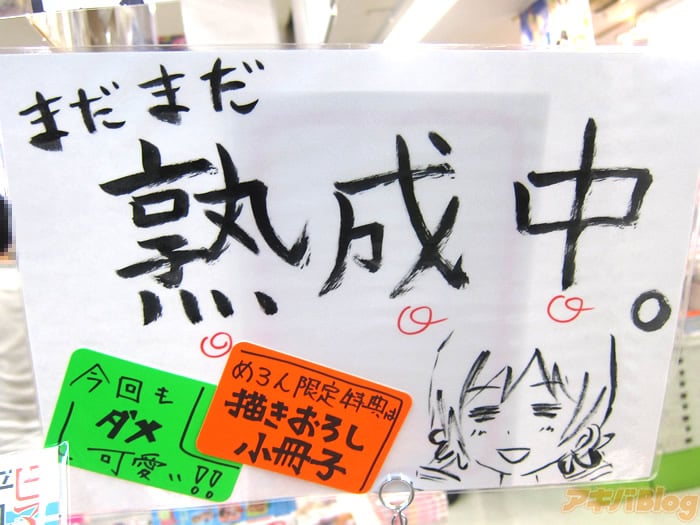 まだまだ
熟成中。
今回も
ダメ
可愛い!!
めろん限定特典は
描きおろし
小冊子
アキバBlog